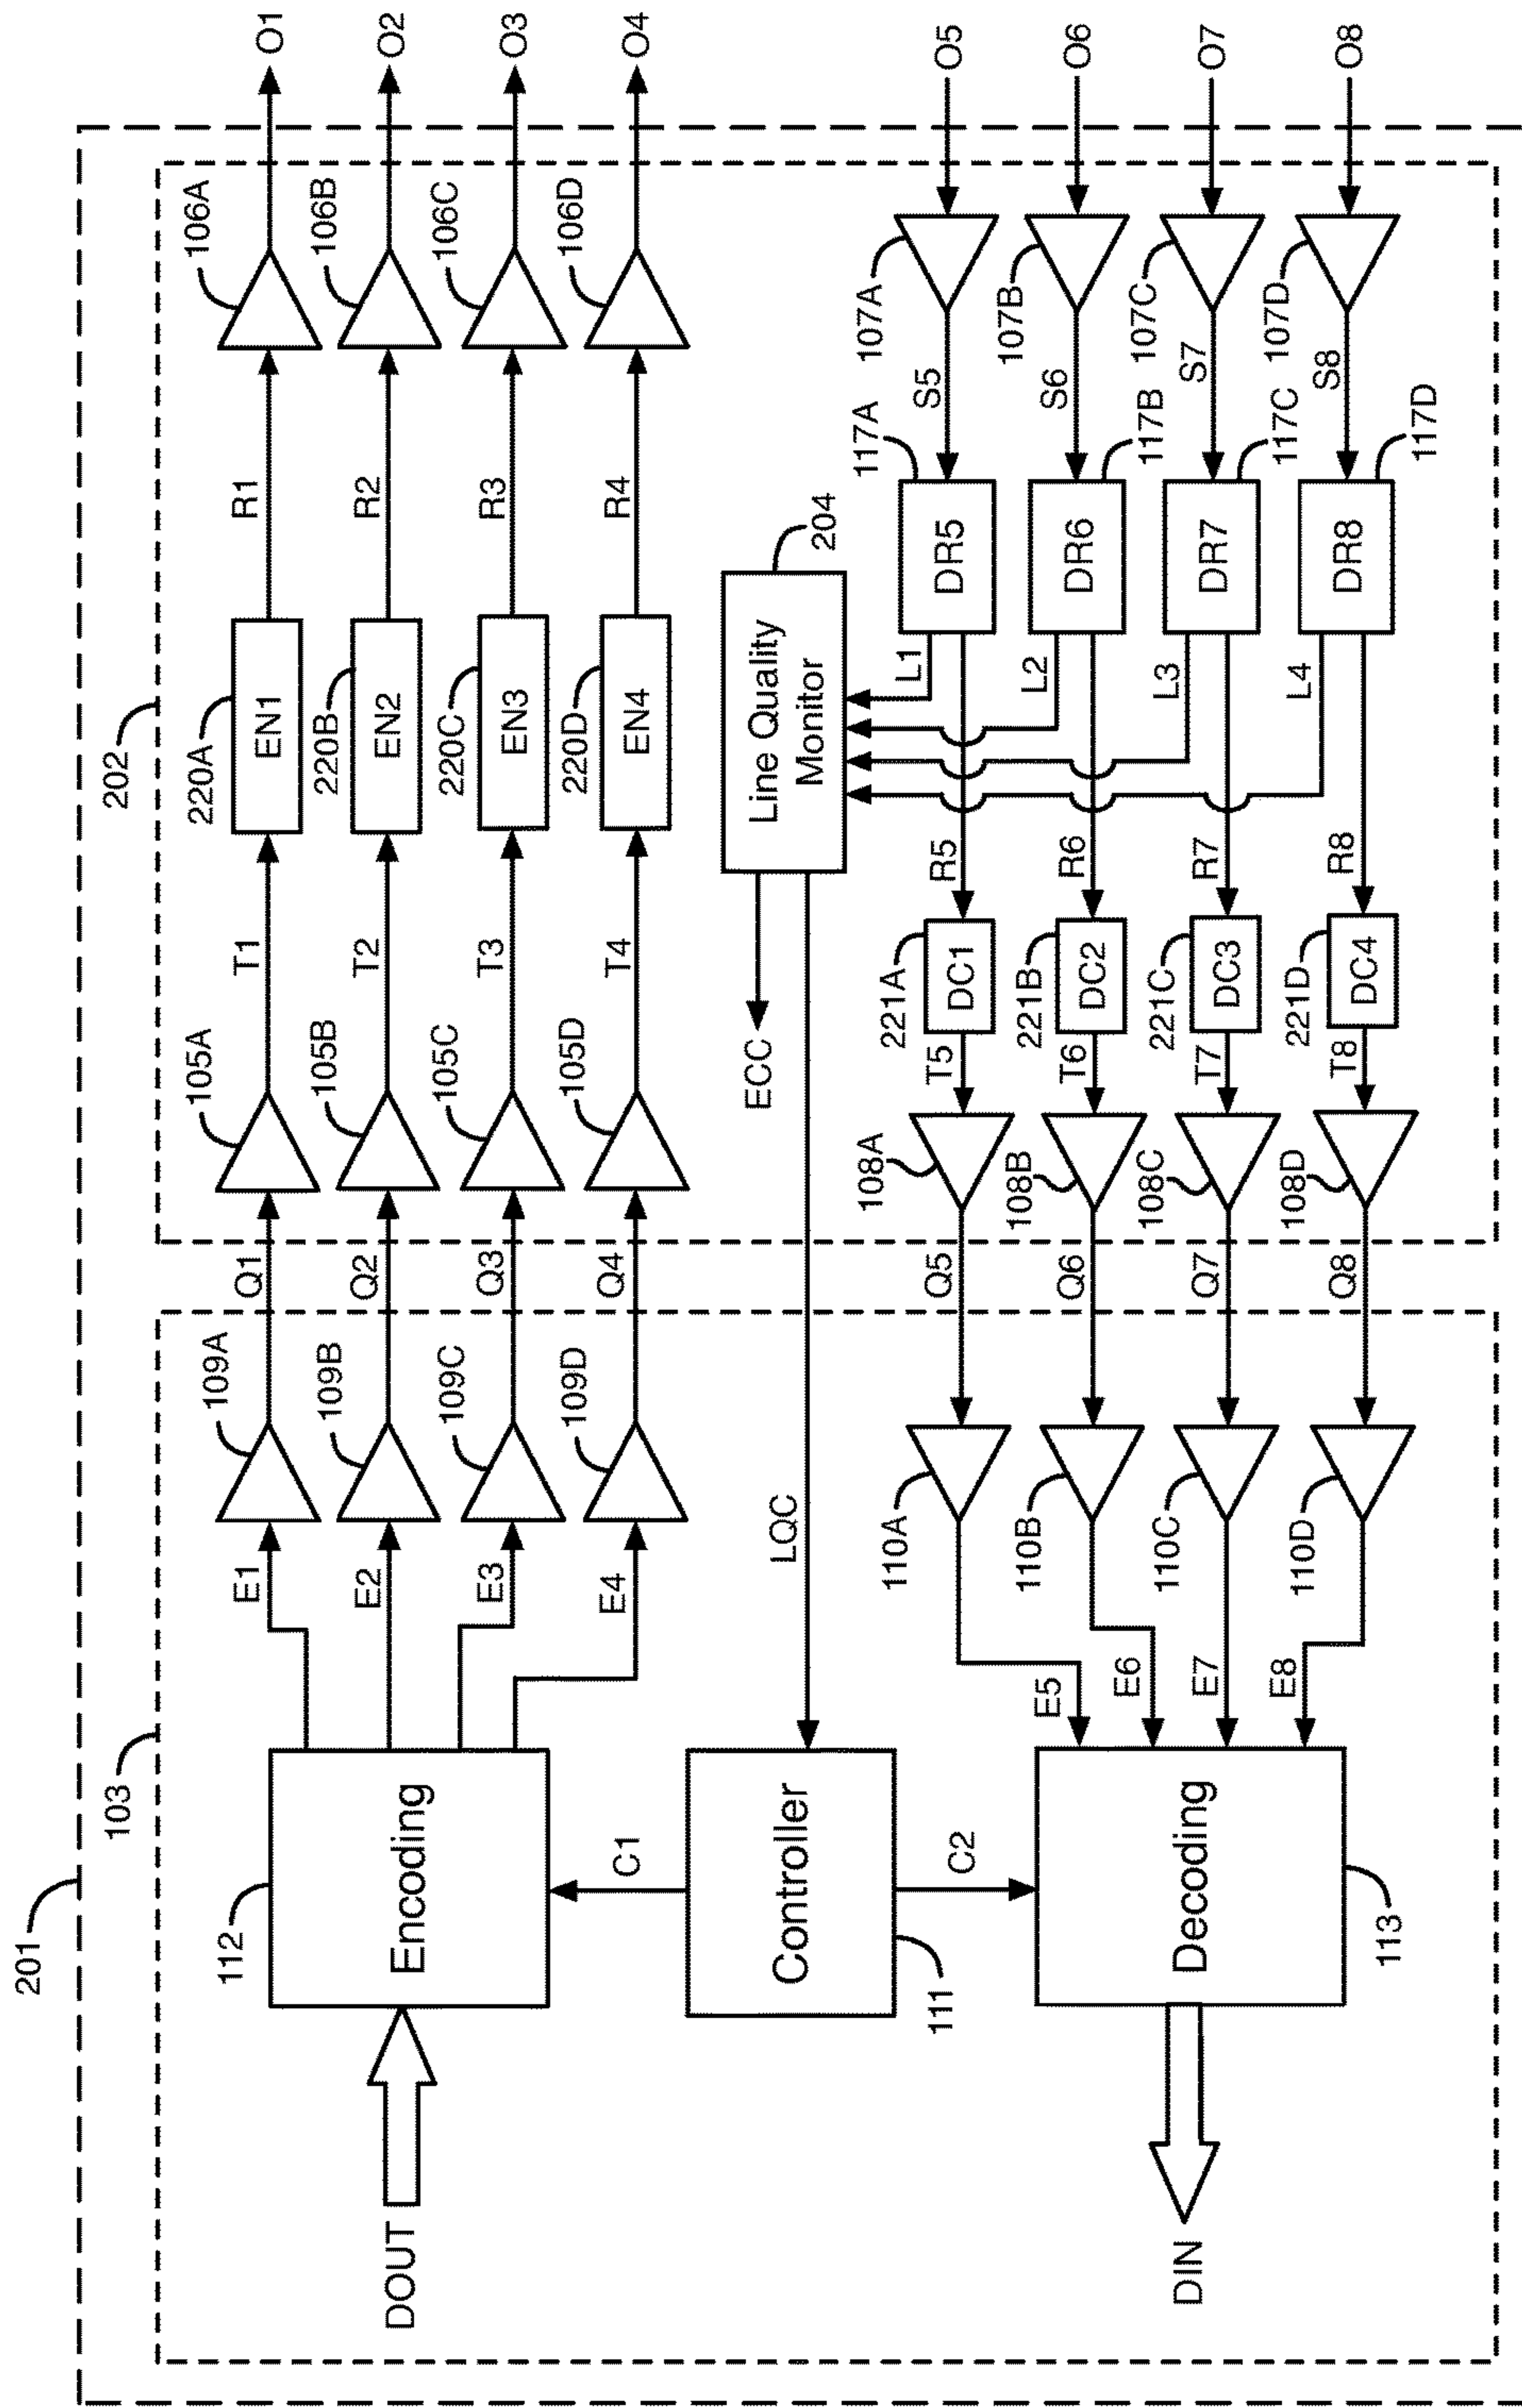 201
202
103
112
Encoding
DOUT
E1
E2
E3
E4
109A
109B
109C
109D
Q1
Q2
Q3
Q4
105A
105B
105C
105D
T1
T2
T3
T4
220A
EN1
220B
EN2
220C
EN3
220D
EN4
R1
R2
R3
R4
106A
106B
106C
106D
O1
O2
O3
O4
C1
Controller
111
C2
LQC
ECC
Line Quality
Monitor
204
L1
L2
L3
L4
Decoding
113
DIN
E5
E6
E7
E8
110A
110B
110C
110D
Q5
Q6
Q7
Q8
108A
108B
108C
108D
T5
T6
T7
T8
221A
DC1
221B
DC2
221C
DC3
221D
DC4
R5
R6
R7
R8
117A
DR5
117B
DR6
117C
DR7
117D
DR8
S5
S6
S7
S8
107A
107B
107C
107D
O5
O6
O7
O8